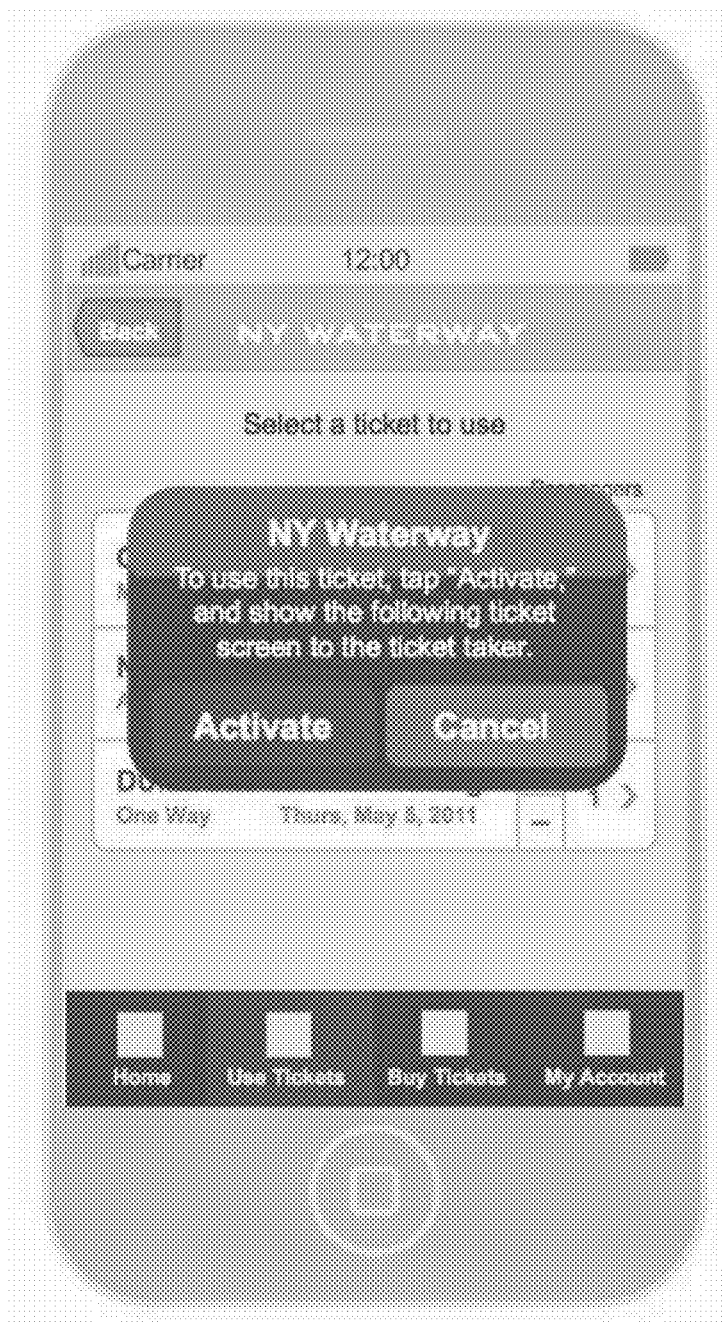 Carrier 12:00
Back NY WATERWAY
Select a ticket to use
Passengers
NY Waterway
To use this ticket, tap "Activate,"
and show the following ticket
screen to the ticket taker.
Activate Cancel
One Way Thurs, May 5, 2011
1
Home Use Tickets Buy Tickets My Account